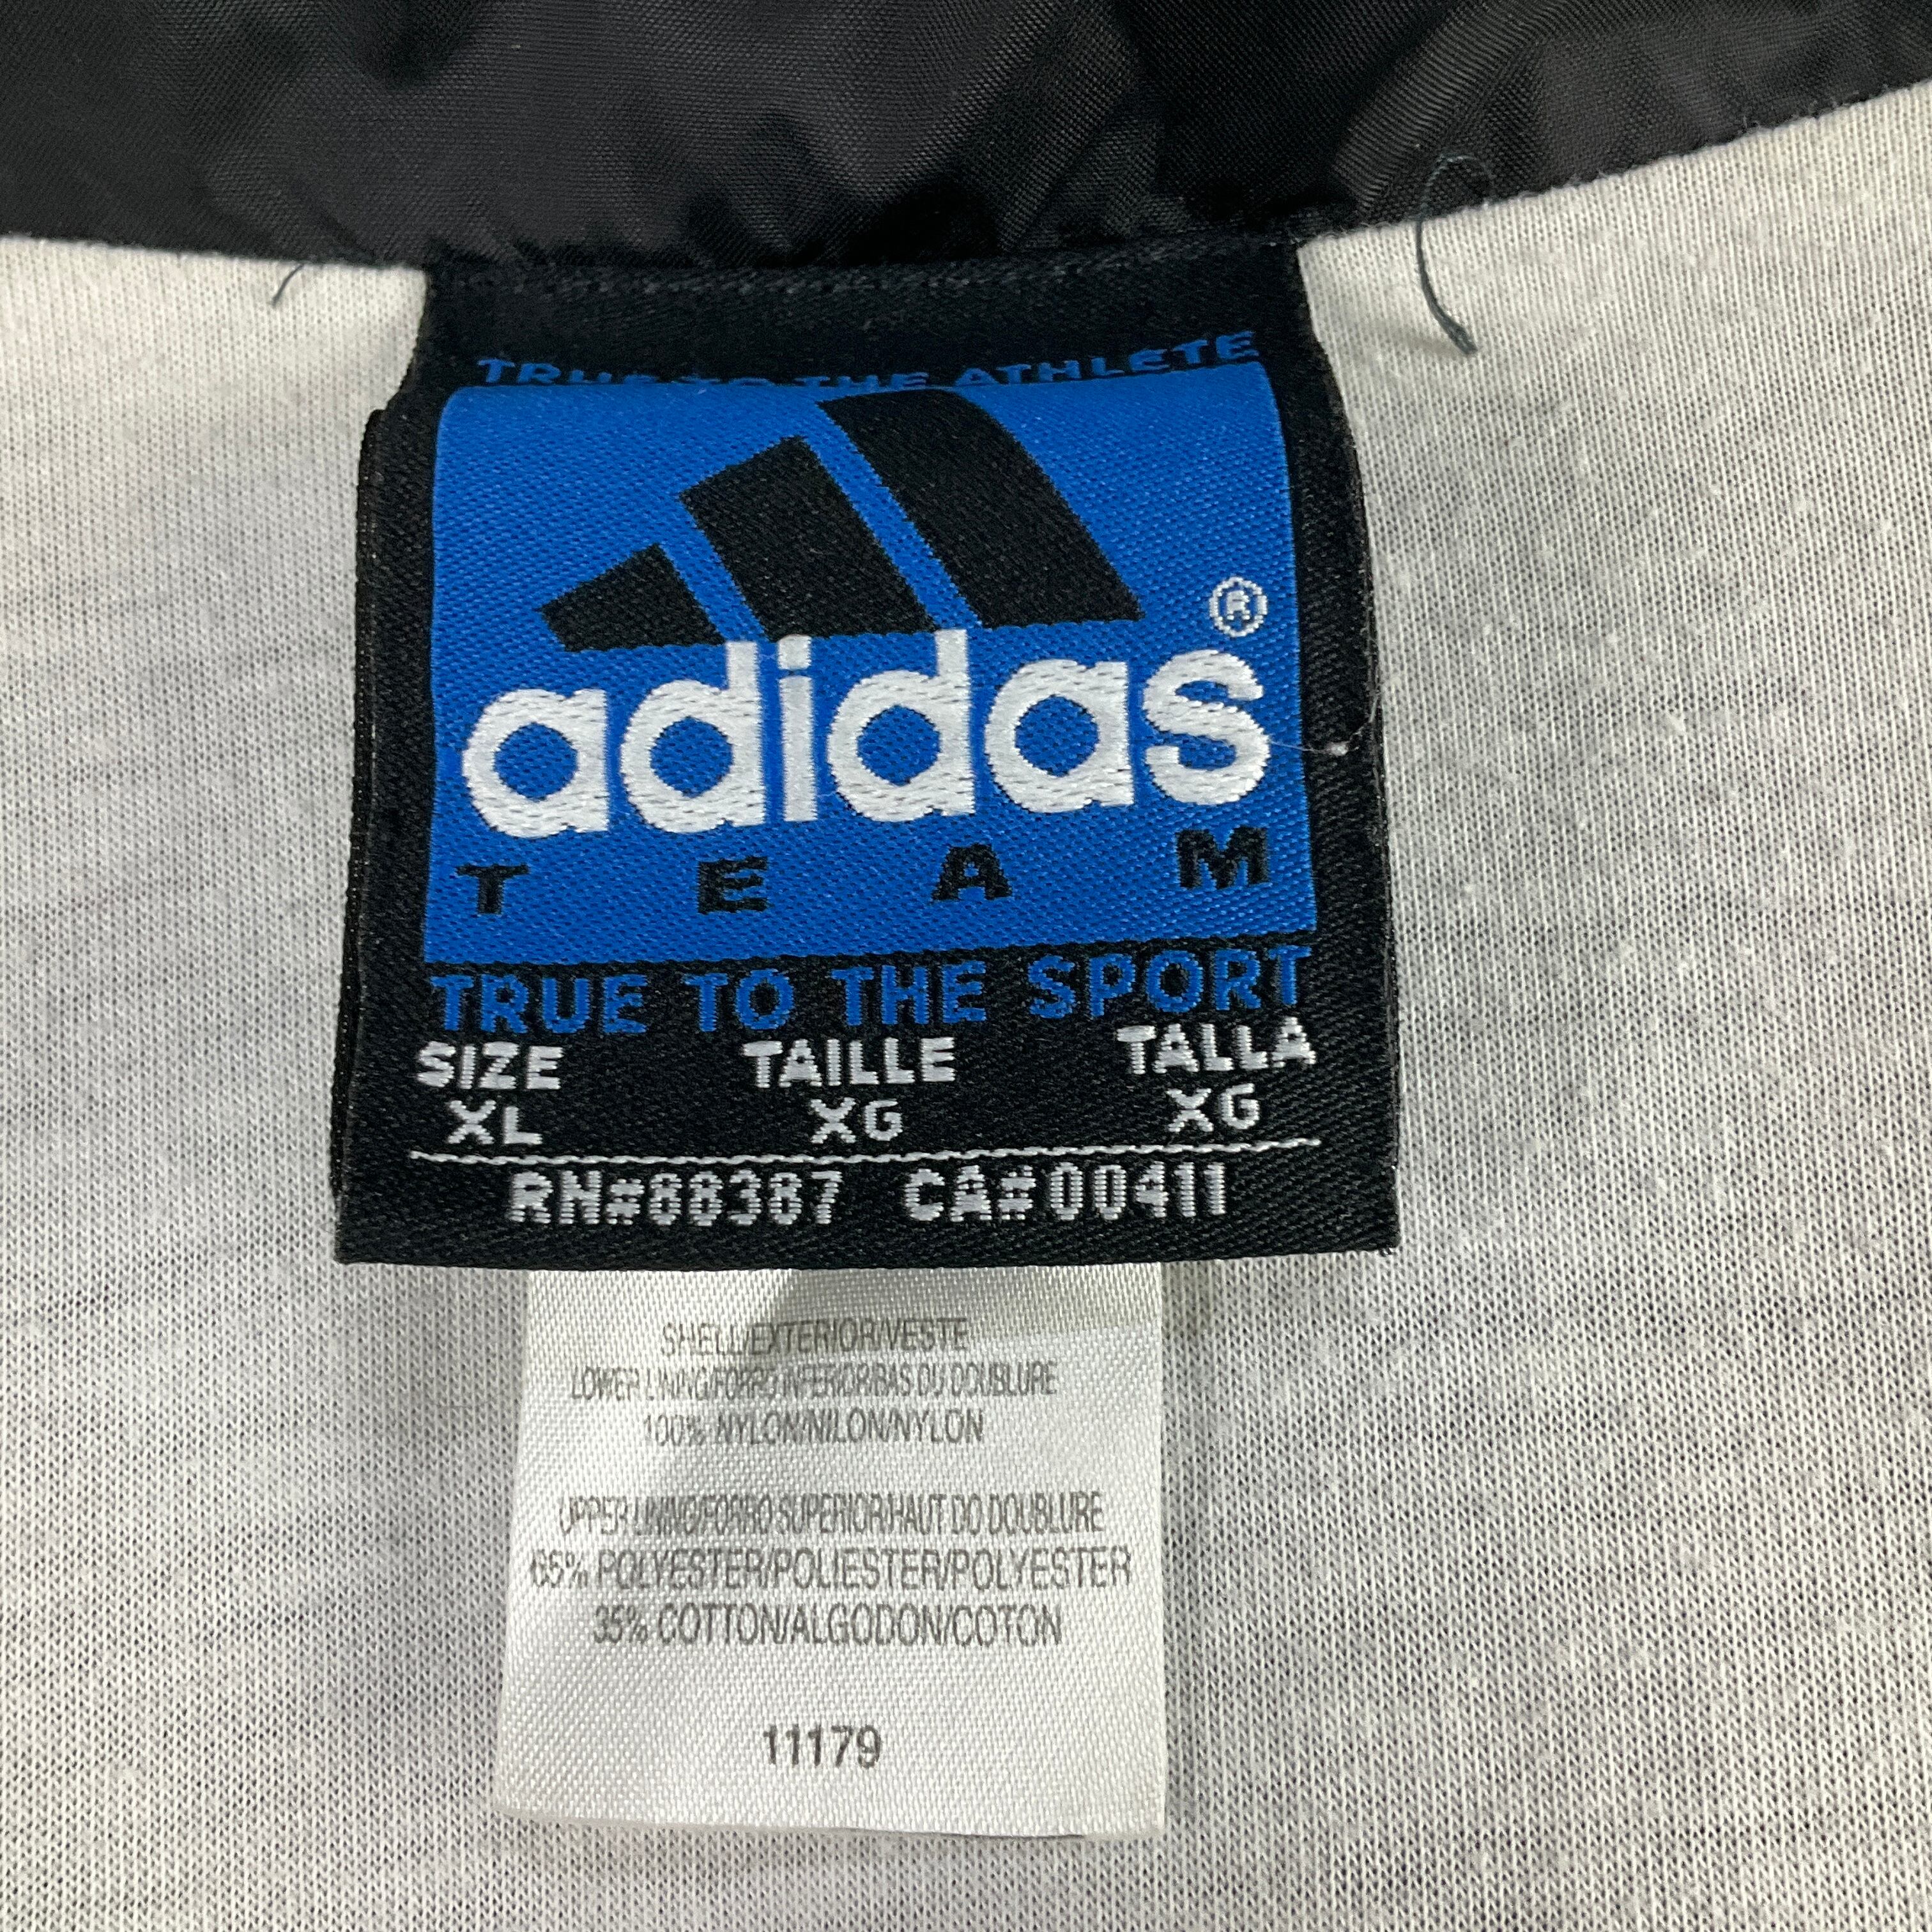 TRUE TO THE ATHLETE
adidas®
TEAM
TRUE TO THE SPORT
SIZE TAILLE TALLA
XL XG XG
RN#88387 CA#00411
SHELL/EXTERIOR/VESTE
LOWER LINING/FORRO INFERIOR/BAS DU DOUBLURE
100% NYLON/NILON/NYLON
UPPER LINING/FORRO SUPERIOR/HAUT DO DOUBLURE
65% POLYESTER/POLIESTER/POLYESTER
35% COTTON/ALGODON/COTON
11179